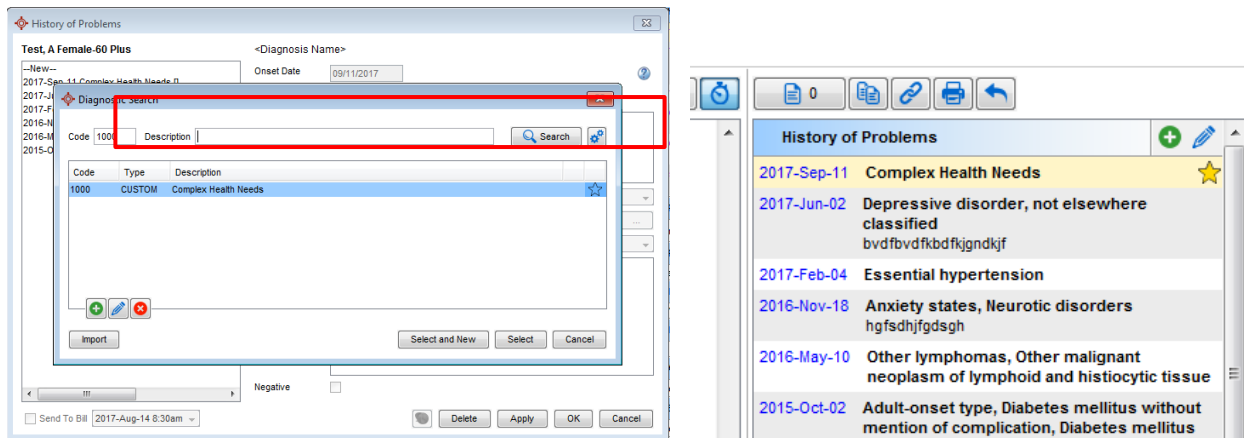 History of Problems
Test, A Female-60 Plus
<Diagnosis Name>
--New--
2017-Sep-11 Complex Health Needs []
Onset Date 09/11/2017
2017-J
2017-F
2016-N
2016-M
2015-O
Diagnostic Search
Code 1000 Description Search
Code Type Description
1000 CUSTOM Complex Health Needs
Import Select and New Select Cancel
Negative
Send To Bill 2017-Aug-14 8:30am
Delete Apply OK Cancel
0
History of Problems
2017-Sep-11 Complex Health Needs
2017-Jun-02 Depressive disorder, not elsewhere
classified
bvdfbvdfkbdfkjgndkjf
2017-Feb-04 Essential hypertension
2016-Nov-18 Anxiety states, Neurotic disorders
hgfsdhjfgdsgh
2016-May-10 Other lymphomas, Other malignant
neoplasm of lymphoid and histiocytic tissue
2015-Oct-02 Adult-onset type, Diabetes mellitus without
mention of complication, Diabetes mellitus